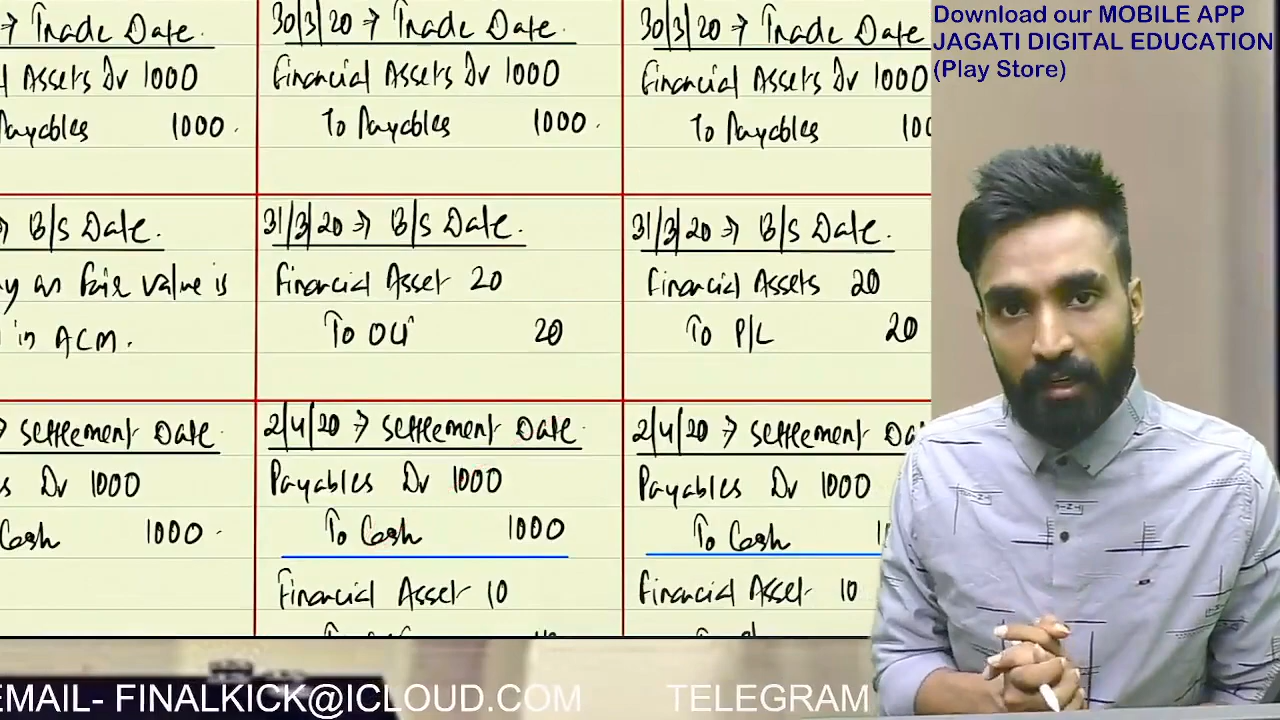 → Trade Date.
l Assets Dr 1000
Payables 1000.
→ B/S Date.
y as fair value is
in ACM.
→ Settlement Date
s Dr 1000
Cash 1000.
30/3/20 → Trade Date.
Financial Assets Dr 1000
To Payables 1000.
31/3/20 → B/S Date.
Financial Asset 20
To OCI 20
2/4/20 → Settlement Date.
Payables Dr 1000
To Cash 1000
Financial Asset 10
30/3/20 → Trade Date
Financial Assets Dr 1000
To Payables 100
31/3/20 → B/S Date.
Financial Assets 20
To P/L 20
2/4/20 → Settlement Da
Payables Dr 1000
To Cash 1
Financial Asset 10
Download our MOBILE APP
JAGATI DIGITAL EDUCATION
(Play Store)
EMAIL- FINALKICK@ICLOUD.COM TELEGRAM